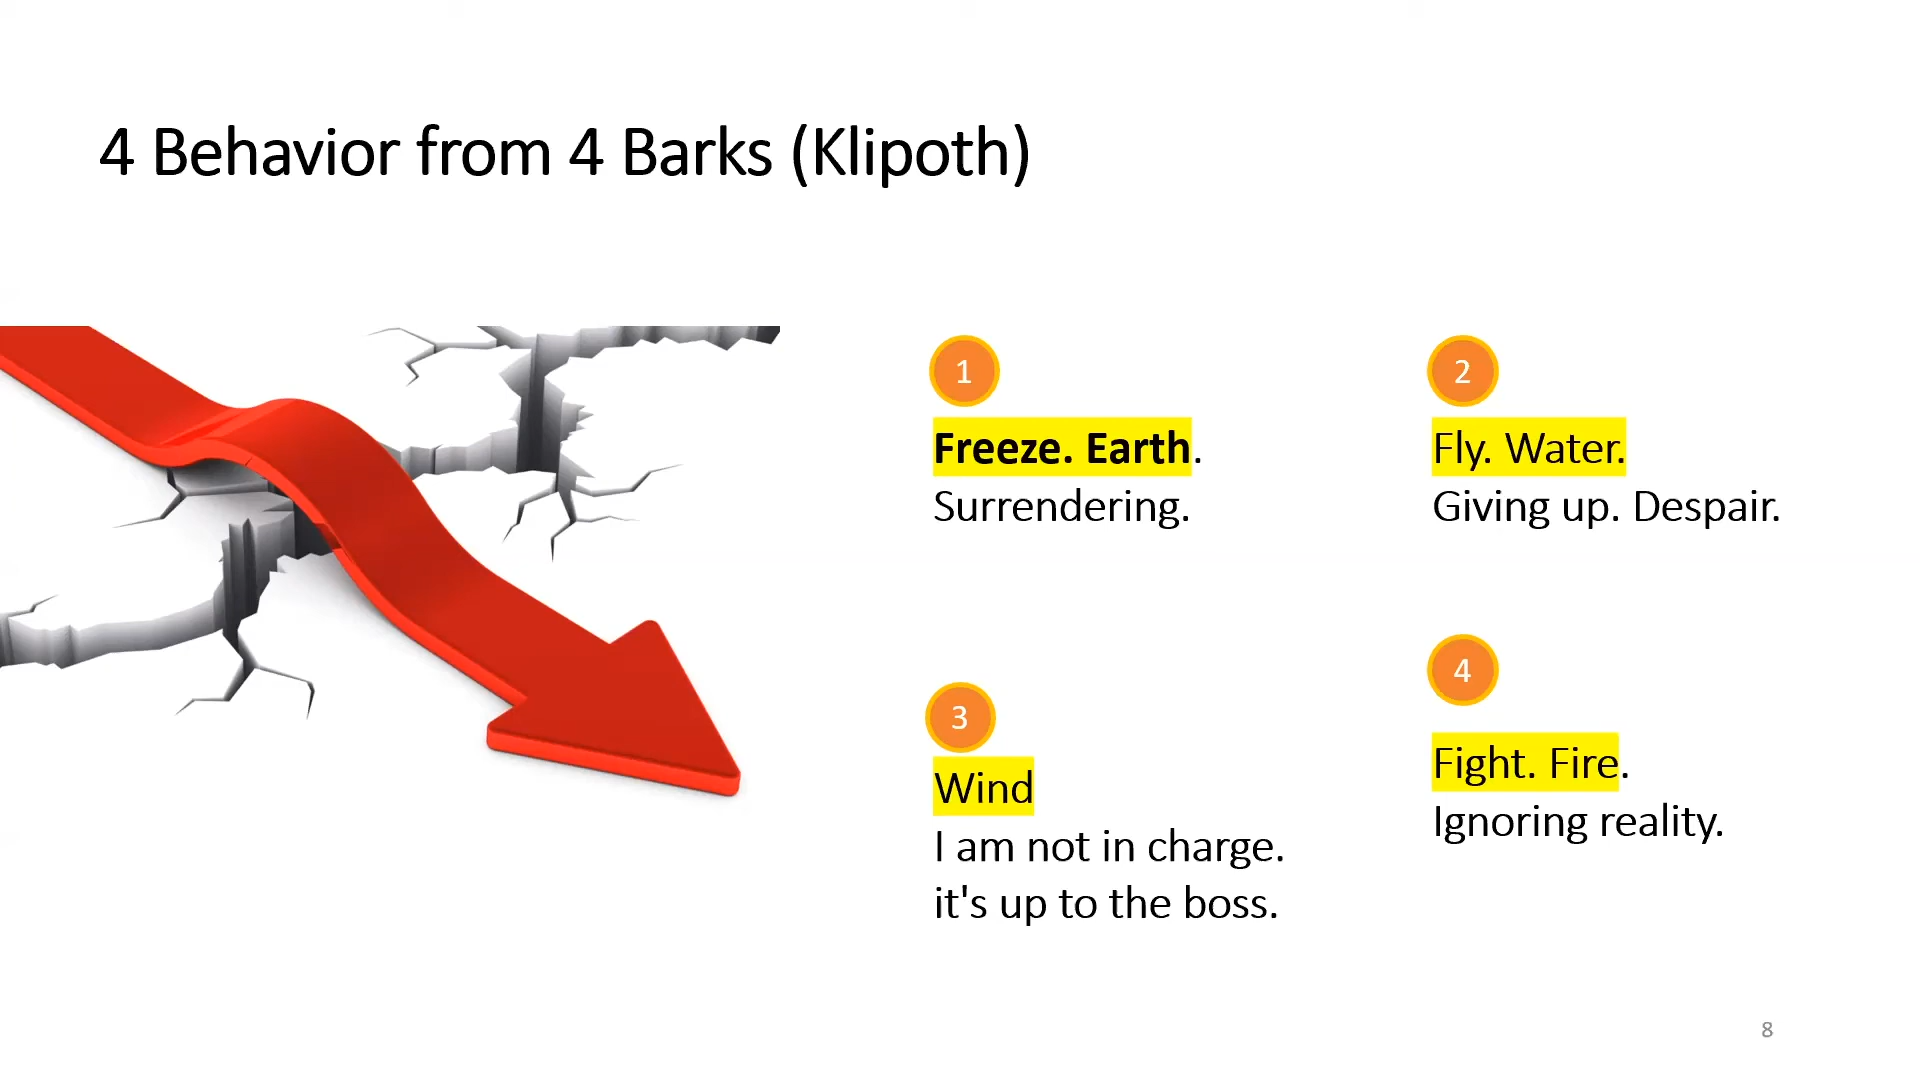 4 Behavior from 4 Barks (Klipoth)
1
Freeze. Earth.
Surrendering.
2
Fly. Water.
Giving up. Despair.
3
Wind
I am not in charge.
it's up to the boss.
4
Fight. Fire.
Ignoring reality.
8